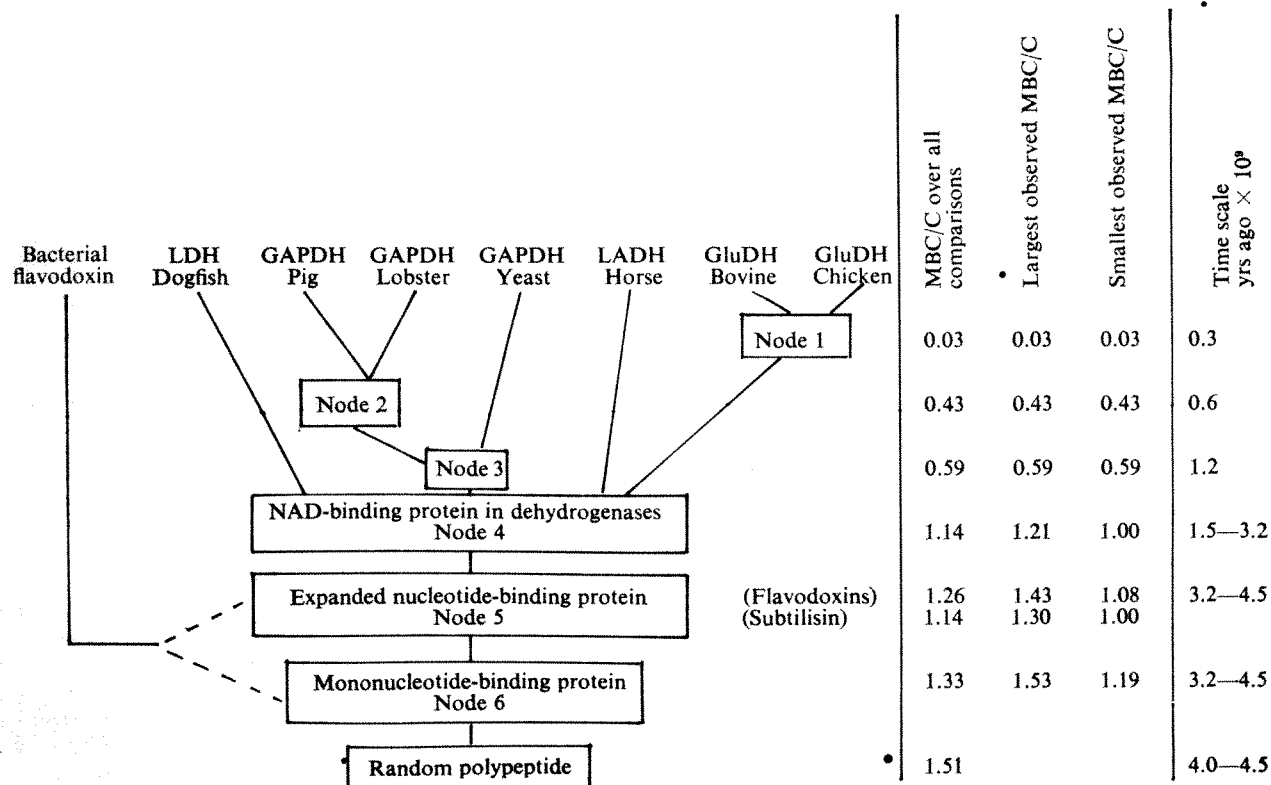 MBC/C over all
comparisons
Largest observed MBC/C
Smallest observed MBC/C
Time scale
yrs ago × 10⁹
Bacterial
flavodoxin
LDH
Dogfish
GAPDH
Pig
GAPDH
Lobster
GAPDH
Yeast
LADH
Horse
GluDH
Bovine
GluDH
Chicken
Node 1
0.03 0.03 0.03 0.3
Node 2
0.43 0.43 0.43 0.6
Node 3
0.59 0.59 0.59 1.2
NAD-binding protein in dehydrogenases
Node 4
1.14 1.21 1.00 1.5—3.2
Expanded nucleotide-binding protein
Node 5
(Flavodoxins) 1.26 1.43 1.08 3.2—4.5
(Subtilisin) 1.14 1.30 1.00
Mononucleotide-binding protein
Node 6
1.33 1.53 1.19 3.2—4.5
Random polypeptide
1.51 4.0—4.5